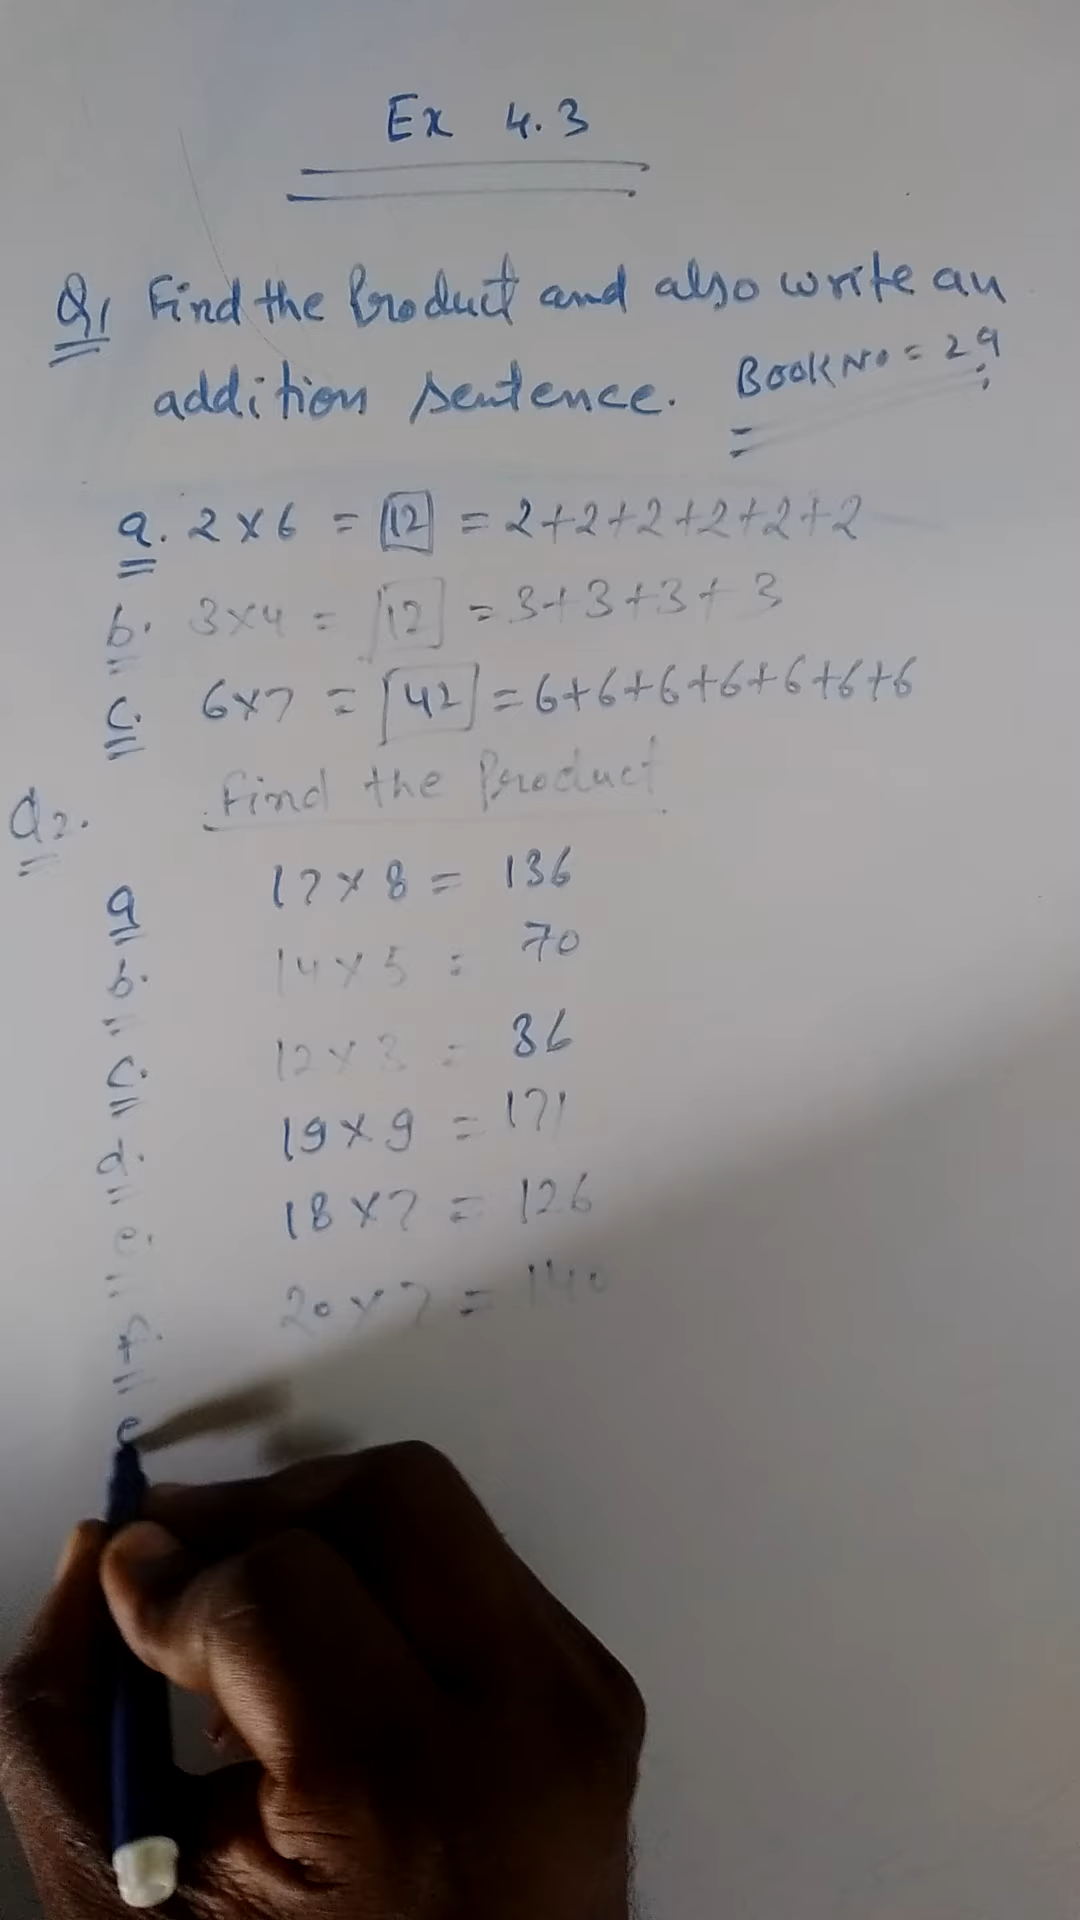 Ex 4.3
Q1 Find the Product and also write an
addition sentence. Book No = 29
a. 2 × 6 = 12 = 2+2+2+2+2+2
b. 3×4 = 12 = 3+3+3+3
c. 6×7 = 42 = 6+6+6+6+6+6+6
Q2. Find the Product
a 17 × 8 = 136
b. 14 × 5 = 70
c. 12 × 3 = 36
d. 19 × 9 = 171
e. 18 × 7 = 126
f. 20 × 7 = 140